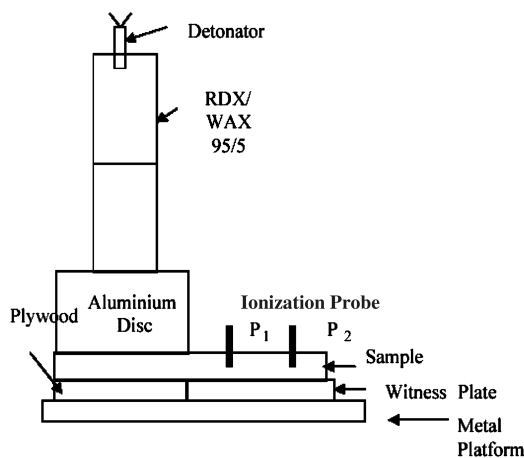 Detonator
RDX/
WAX
95/5
Aluminium
Disc
Ionization Probe
P1
P2
Plywood
Sample
Witness Plate
Metal
Platform